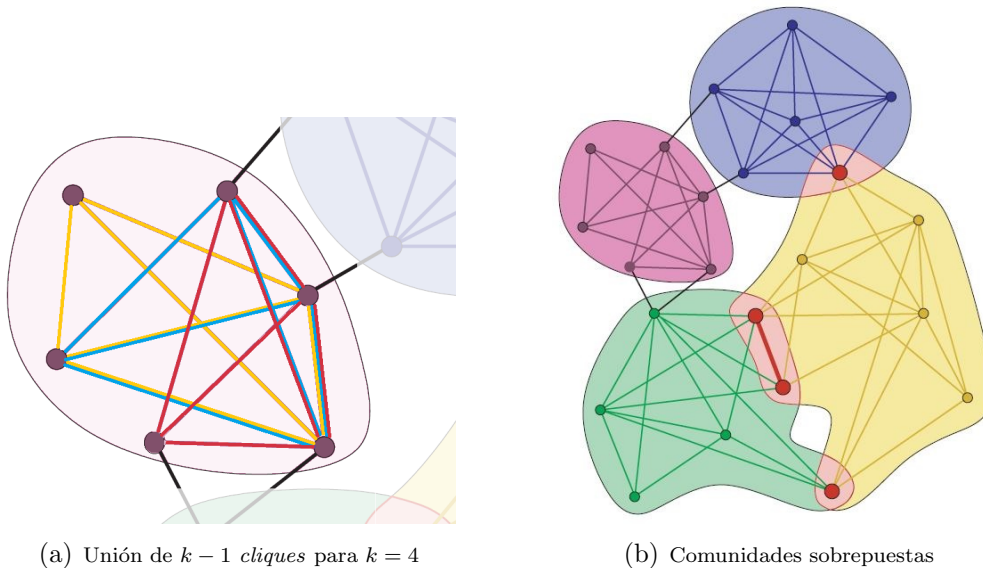 (a) Unión de k − 1 cliques para k = 4
(b) Comunidades sobrepuestas